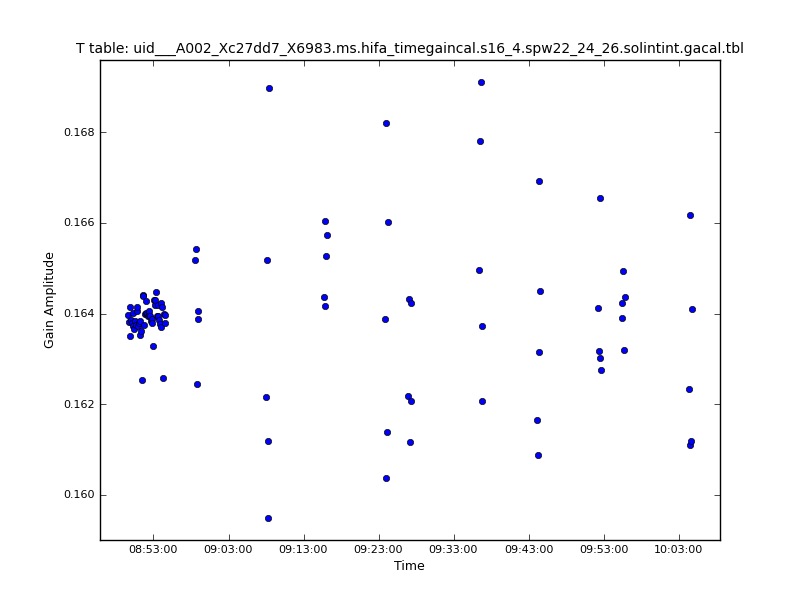 T table: uid___A002_Xc27dd7_X6983.ms.hifa_timegaincal.s16_4.spw22_24_26.solintint.gacal.tbl
0.168
0.166
0.164
0.162
0.160
Gain Amplitude
08:53:00 09:03:00 09:13:00 09:23:00 09:33:00 09:43:00 09:53:00 10:03:00
Time